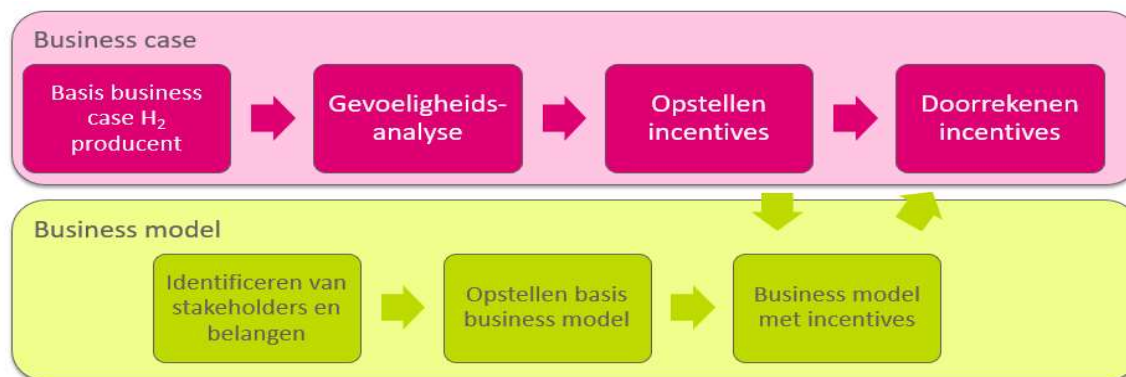 Business case
Basis business
case H₂
producent
Gevoeligheids-
analyse
Opstellen
incentives
Doorrekenen
incentives
Business model
Identificeren van
stakeholders en
belangen
Opstellen basis
business model
Business model
met incentives